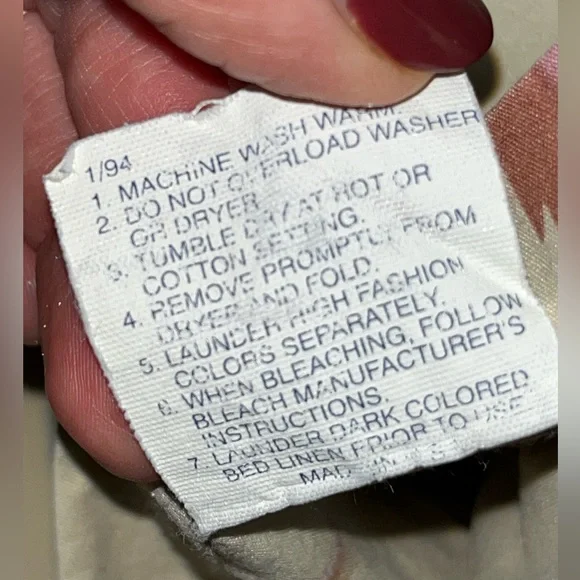 1/94
1. MACHINE WASH WARM.
2. DO NOT OVERLOAD WASHER
OR DRYER.
3. TUMBLE DRY AT HOT OR
COTTON SETTING.
4. REMOVE PROMPTLY FROM
DRYER AND FOLD.
5. LAUNDER HIGH FASHION
COLORS SEPARATELY.
6. WHEN BLEACHING, FOLLOW
BLEACH MANUFACTURER'S
INSTRUCTIONS.
7. LAUNDER DARK COLORED
BED LINEN PRIOR TO USE.
MADE IN